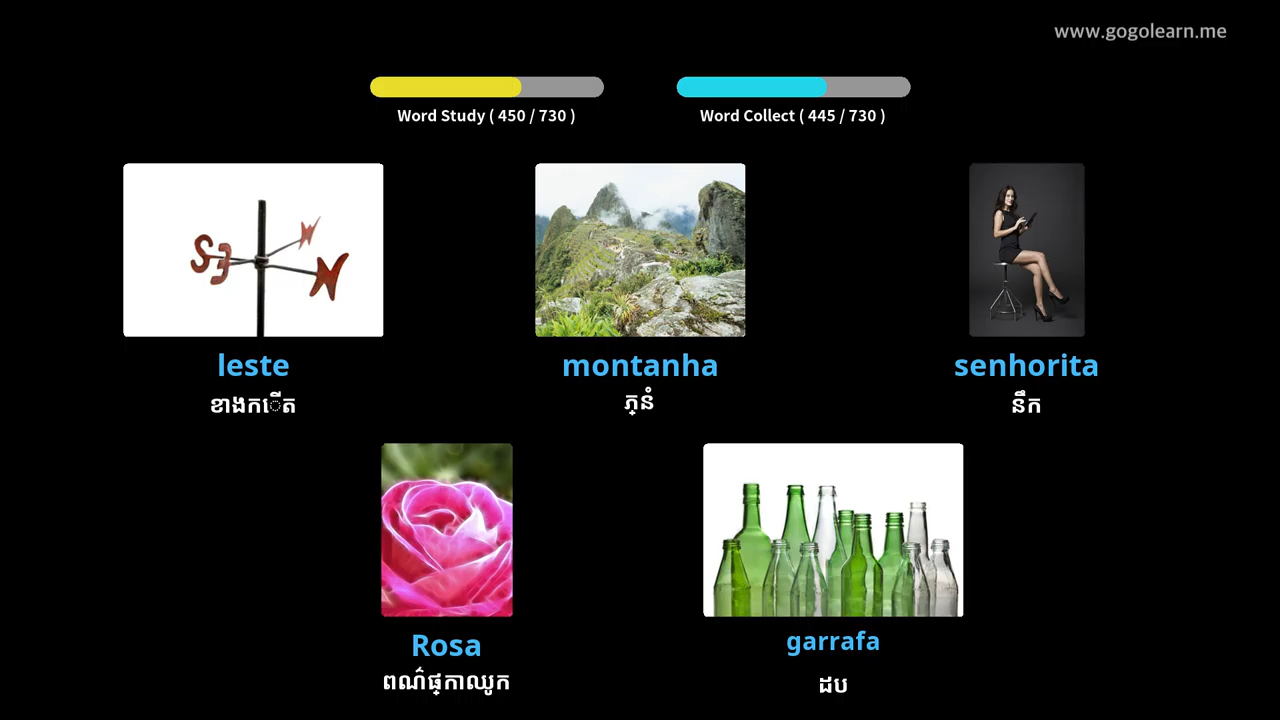 www.gogolearn.me
Word Study ( 450 / 730 )
Word Collect ( 445 / 730 )
leste
ខាងកើត
montanha
ភ្នំ
senhorita
នឹក
Rosa
ពណ៌ផ្កាឈូក
garrafa
ដប